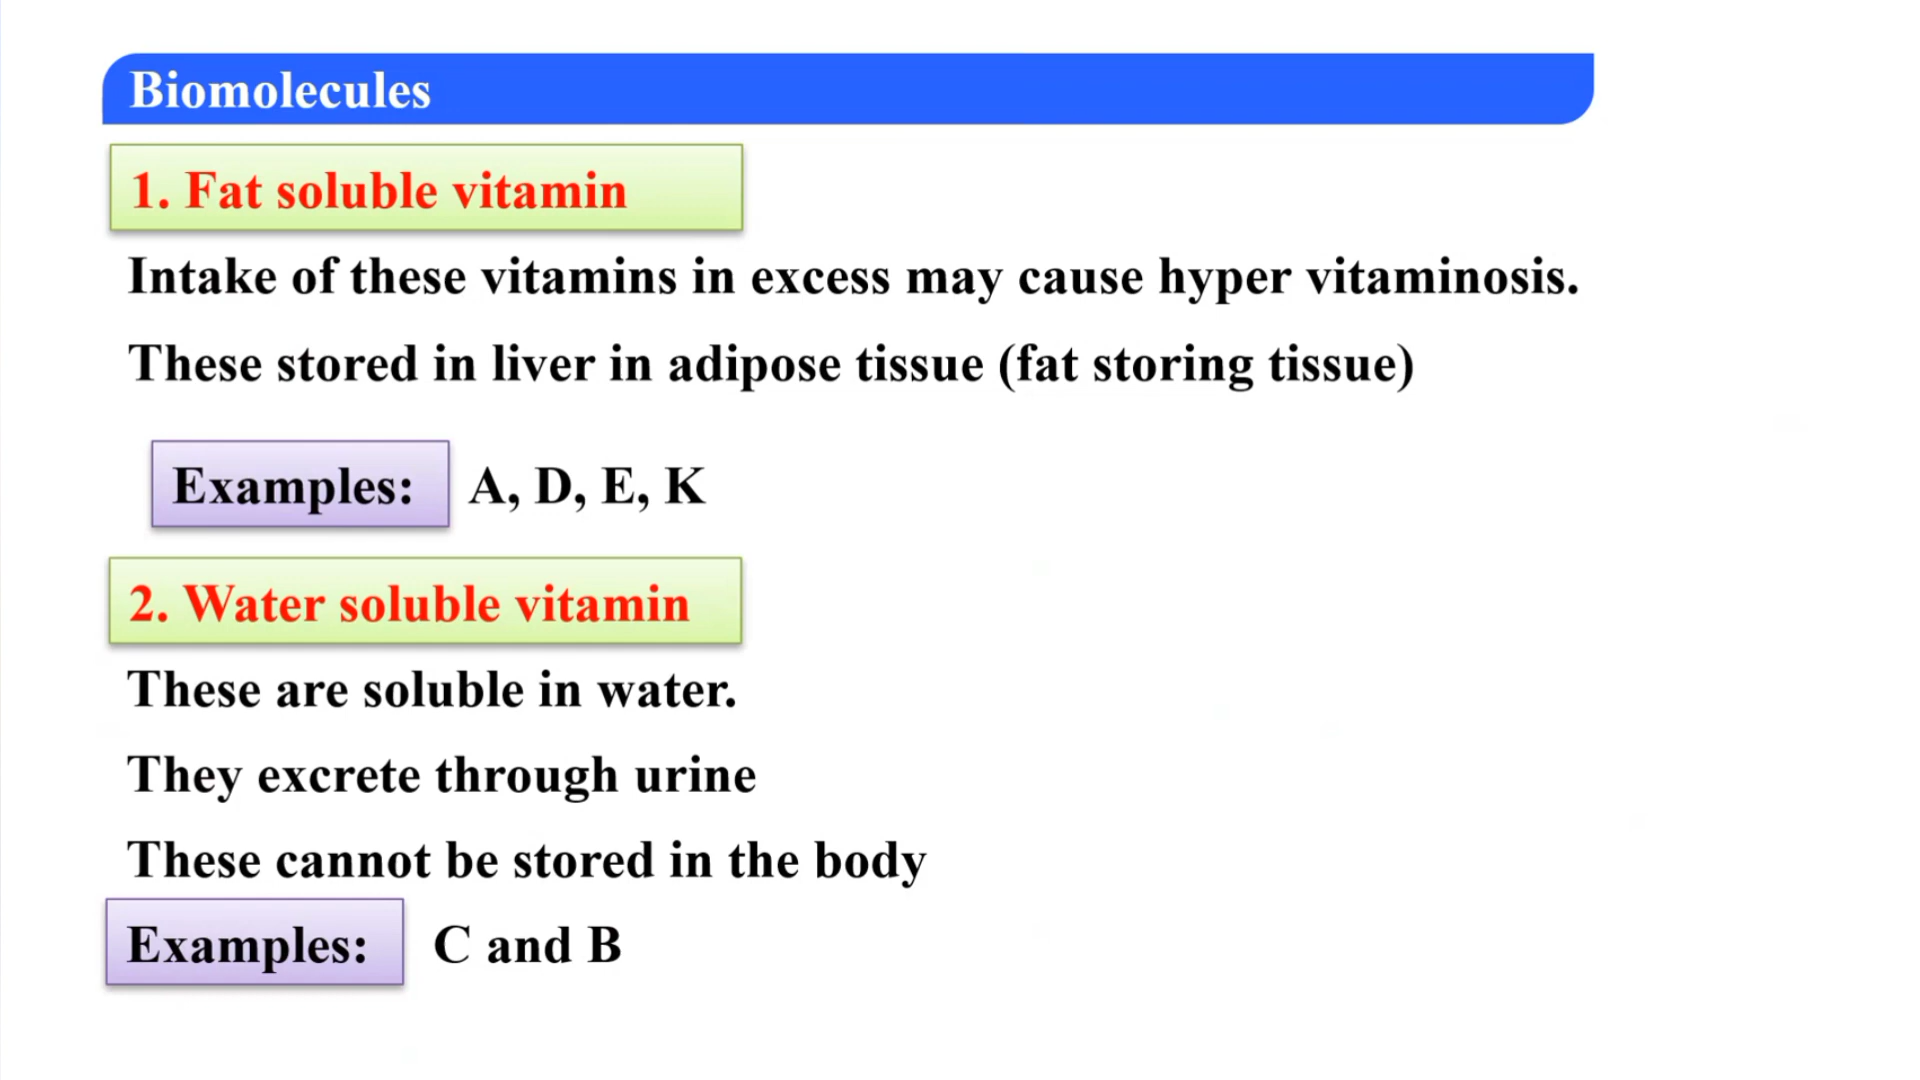 Biomolecules
1. Fat soluble vitamin
Intake of these vitamins in excess may cause hyper vitaminosis.
These stored in liver in adipose tissue (fat storing tissue)
Examples: A, D, E, K
2. Water soluble vitamin
These are soluble in water.
They excrete through urine
These cannot be stored in the body
Examples: C and B